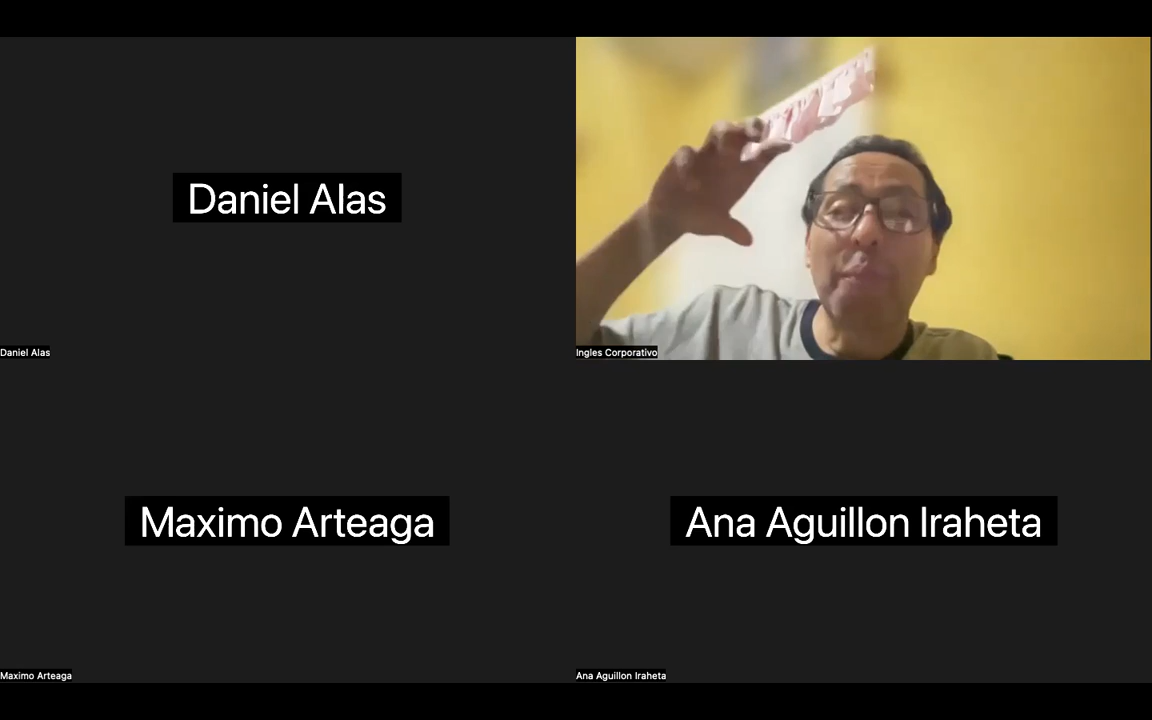 Daniel Alas
Daniel Alas
Ingles Corporativo
Maximo Arteaga
Ana Aguillon Iraheta
Maximo Arteaga
Ana Aguillon Iraheta